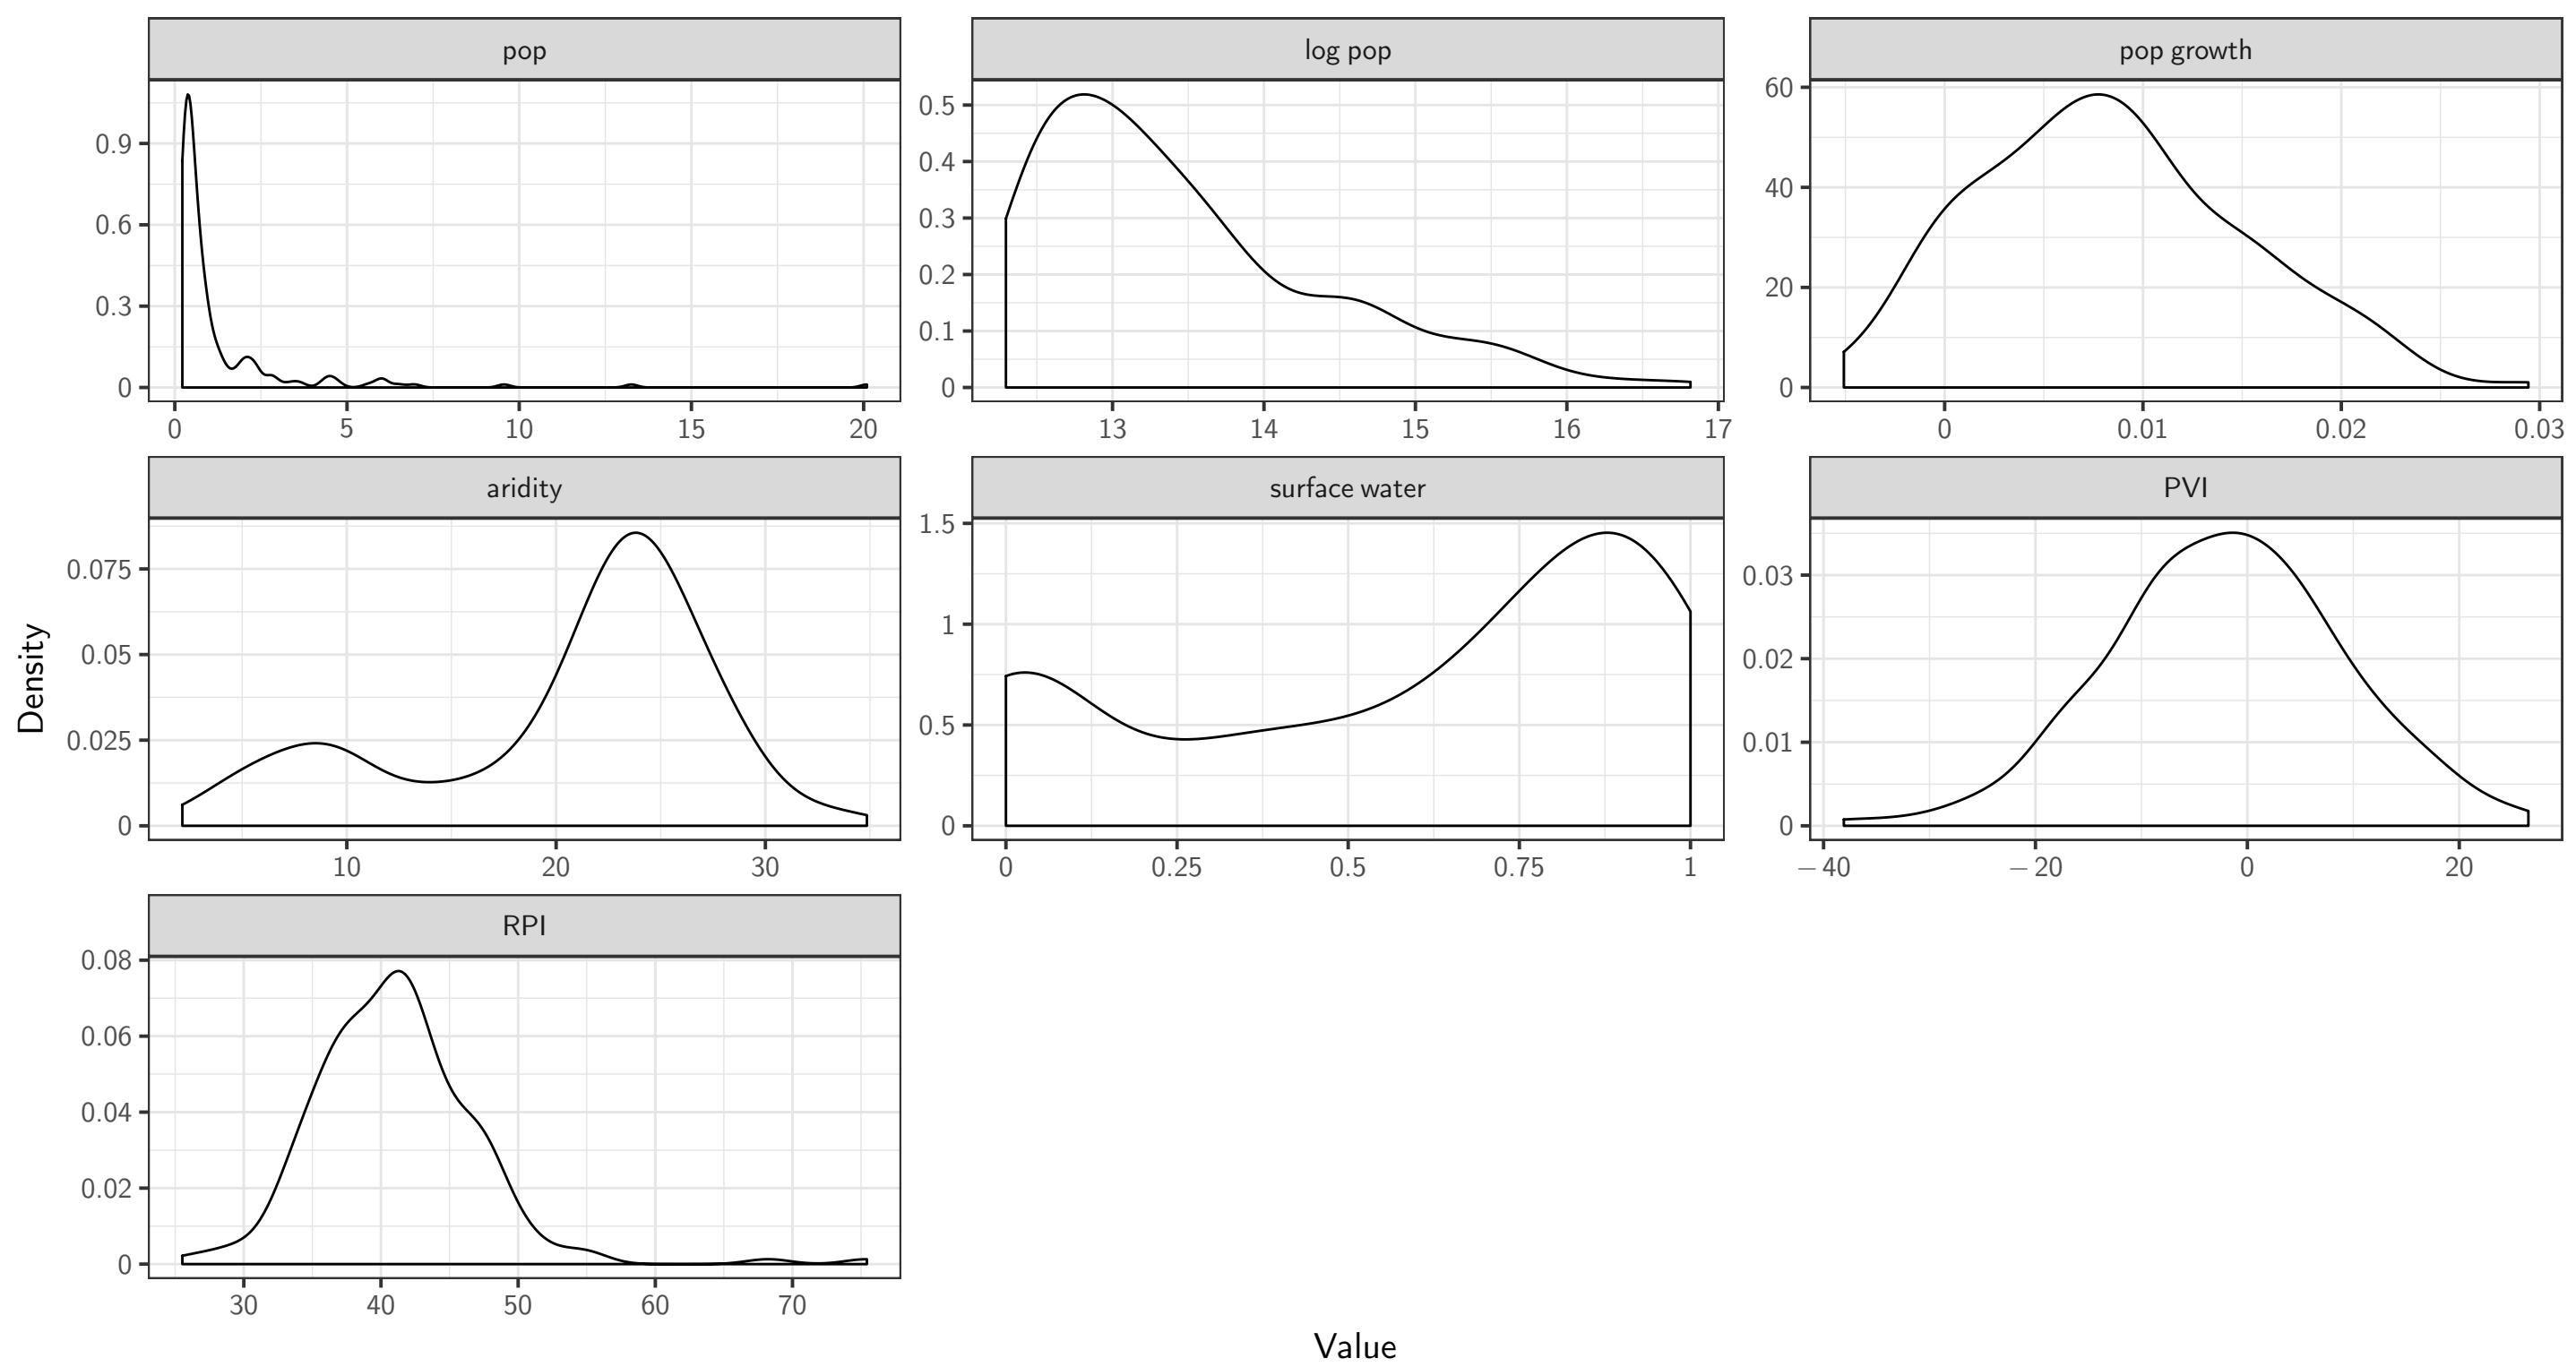 pop
log pop
pop growth
0.9
0.6
0.3
0
0 5 10 15 20
0.5
0.4
0.3
0.2
0.1
0
13 14 15 16 17
60
40
20
0
0 0.01 0.02 0.03
aridity
surface water
PVI
0.075
0.05
0.025
0
10 20 30
1.5
1
0.5
0
0 0.25 0.5 0.75 1
0.03
0.02
0.01
0
−40 −20 0 20
RPI
0.08
0.06
0.04
0.02
0
30 40 50 60 70
Density
Value